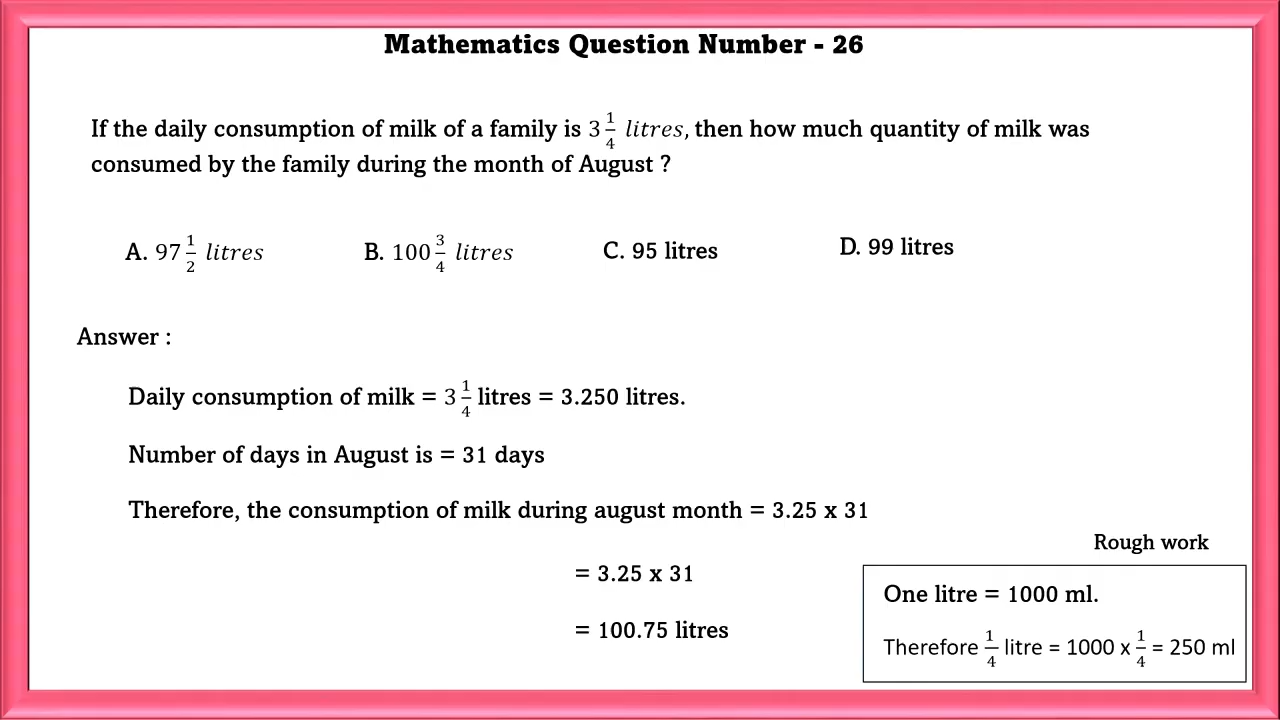 Mathematics Question Number - 26
If the daily consumption of milk of a family is 3 1/4 litres, then how much quantity of milk was
consumed by the family during the month of August ?
A. 97 1/2 litres B. 100 3/4 litres C. 95 litres D. 99 litres
Answer :
Daily consumption of milk = 3 1/4 litres = 3.250 litres.
Number of days in August is = 31 days
Therefore, the consumption of milk during august month = 3.25 x 31
= 3.25 x 31
= 100.75 litres
Rough work
One litre = 1000 ml.
Therefore 1/4 litre = 1000 x 1/4 = 250 ml